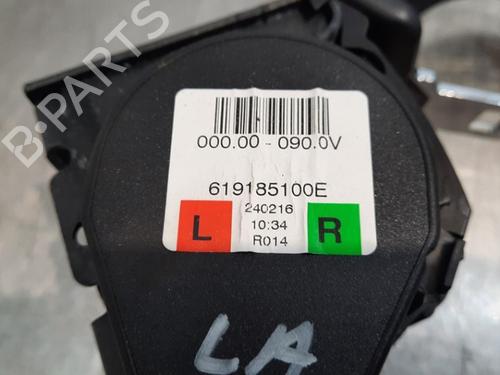 B-PARTS
000.00 - 090.0V
619185100E
L 240216 R
10:34
R014
LA